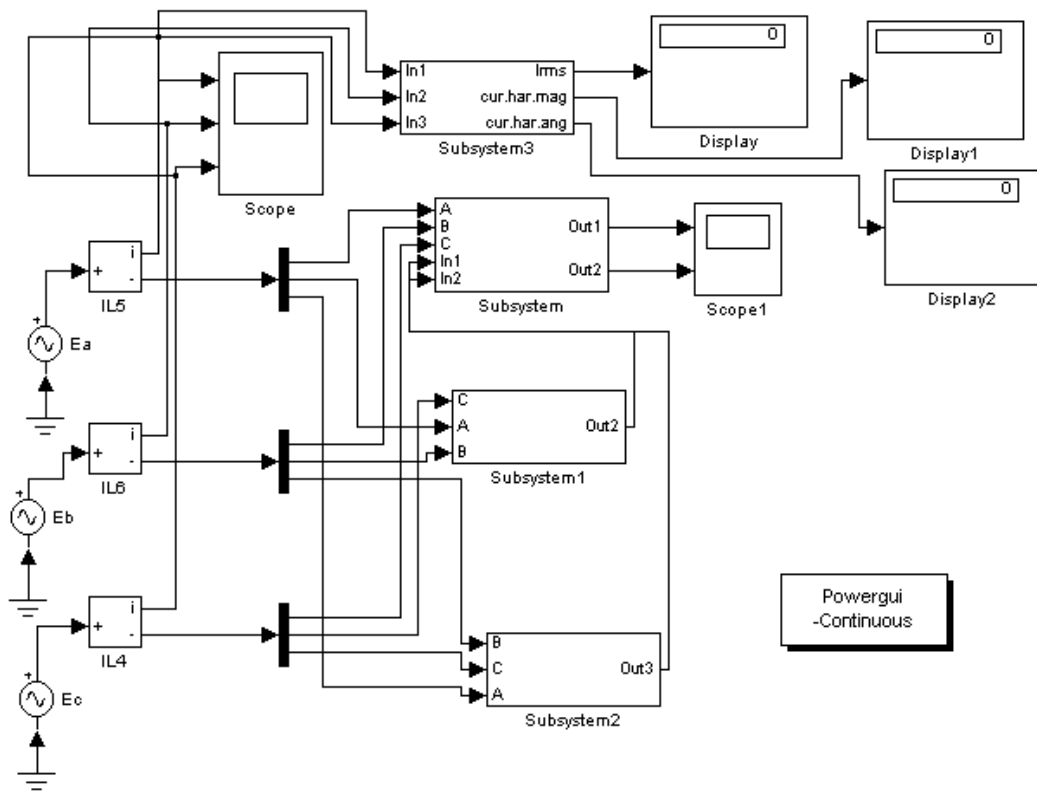 0
0
In1
In2
In3
Irms
cur.har.mag
cur.har.ang
Subsystem3
Display
Display1
0
Display2
Scope
A
B
C
In1
In2
Out1
Out2
Subsystem
Scope1
i
+
-
IL5
+
Ea
C
A
B
Out2
Subsystem1
i
+
-
IL6
+
Eb
i
+
-
IL4
+
Ec
B
C
A
Out3
Subsystem2
Powergui
-Continuous